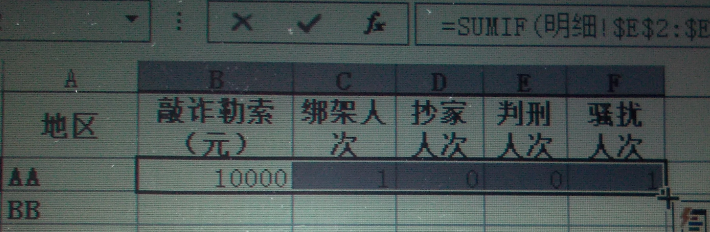 =SUMIF(明细!$E$2:$E
A B C D E F
地区 敲诈勒索（元） 绑架人次 抄家人次 判刑人次 骚扰人次
AA 10000 1 0 0 1
BB